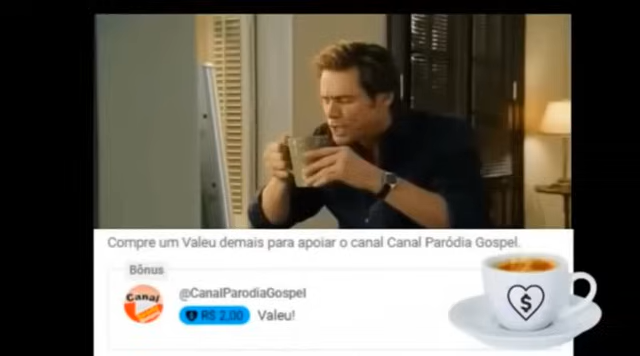 Compre um Valeu demais para apoiar o canal Canal Paródia Gospel.
Bônus
Canal
@CanalParodiaGospel
R$ 2,00 Valeu!
$